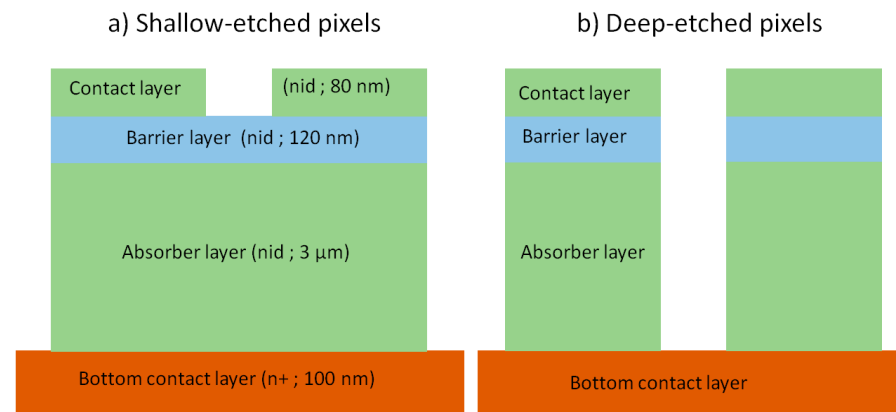 a) Shallow-etched pixels
Contact layer
(nid ; 80 nm)
Barrier layer (nid ; 120 nm)
Absorber layer (nid ; 3 µm)
Bottom contact layer (n+ ; 100 nm)
b) Deep-etched pixels
Contact layer
Barrier layer
Absorber layer
Bottom contact layer